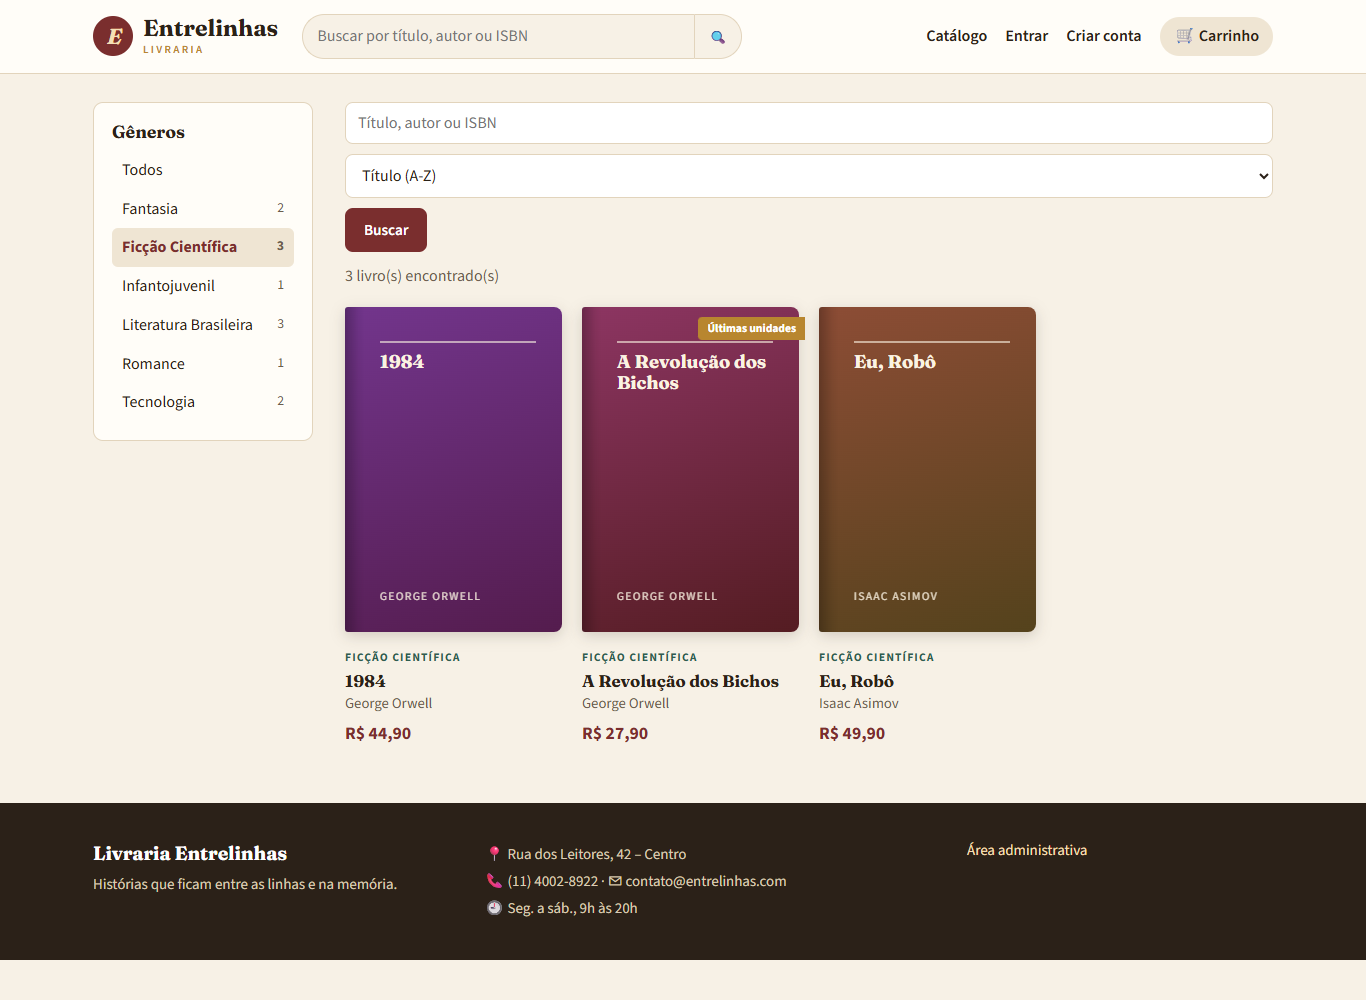 E
Entrelinhas
LIVRARIA
Buscar por título, autor ou ISBN
Catálogo
Entrar
Criar conta
Carrinho
Gêneros
Todos
Fantasia 2
Ficção Científica 3
Infantojuvenil 1
Literatura Brasileira 3
Romance 1
Tecnologia 2
Título, autor ou ISBN
Título (A-Z)
Buscar
3 livro(s) encontrado(s)
1984
GEORGE ORWELL
FICÇÃO CIENTÍFICA
1984
George Orwell
R$ 44,90
Últimas unidades
A Revolução dos
Bichos
GEORGE ORWELL
FICÇÃO CIENTÍFICA
A Revolução dos Bichos
George Orwell
R$ 27,90
Eu, Robô
ISAAC ASIMOV
FICÇÃO CIENTÍFICA
Eu, Robô
Isaac Asimov
R$ 49,90
Livraria Entrelinhas
Histórias que ficam entre as linhas e na memória.
Rua dos Leitores, 42 – Centro
(11) 4002-8922 · ✉ contato@entrelinhas.com
Seg. a sáb., 9h às 20h
Área administrativa